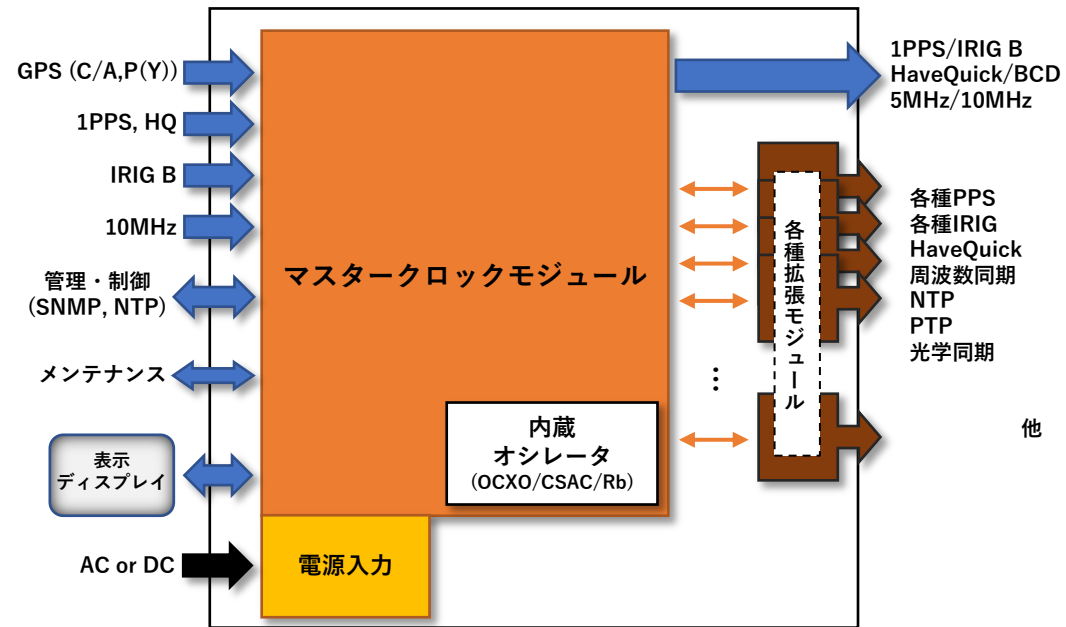 GPS (C/A,P(Y))
1PPS, HQ
IRIG B
10MHz
管理・制御
(SNMP, NTP)
メンテナンス
表示
ディスプレイ
AC or DC
マスタークロックモジュール
内蔵
オシレータ
(OCXO/CSAC/Rb)
電源入力
1PPS/IRIG B
HaveQuick/BCD
5MHz/10MHz
各種拡張モジュール
⋮
各種PPS
各種IRIG
HaveQuick
周波数同期
NTP
PTP
光学同期
他